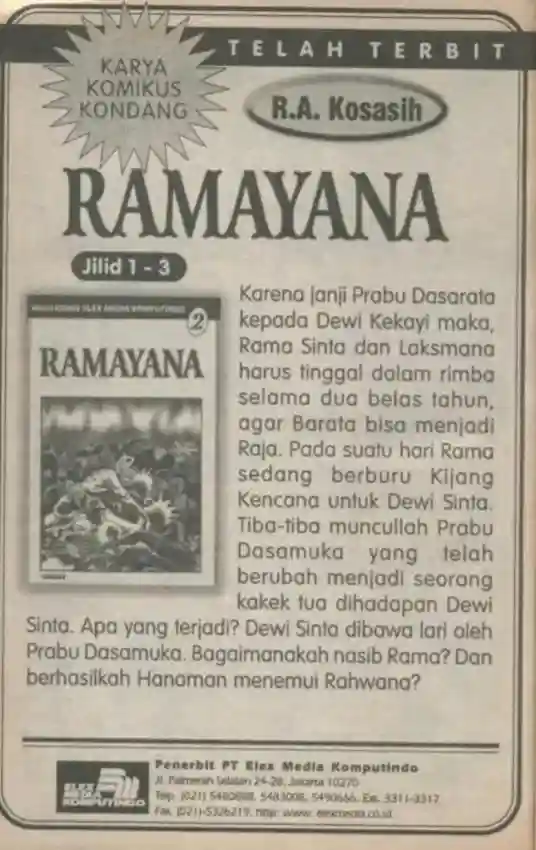 TELAH TERBIT
KARYA
KOMIKUS
KONDANG
R.A. Kosasih
RAMAYANA
Jilid 1 - 3
2
RAMAYANA
Karena janji Prabu Dasarata
kepada Dewi Kekayi maka,
Rama Sinta dan Laksmana
harus tinggal dalam rimba
selama dua belas tahun,
agar Barata bisa menjadi
Raja. Pada suatu hari Rama
sedang berburu Kijang
Kencana untuk Dewi Sinta.
Tiba-tiba muncullah Prabu
Dasamuka yang telah
berubah menjadi seorang
kakek tua dihadapan Dewi
Sinta. Apa yang terjadi? Dewi Sinta dibawa lari oleh
Prabu Dasamuka. Bagaimanakah nasib Rama? Dan
berhasilkah Hanoman menemui Rahwana?
ELEX
MEDIA
KOMPUTINDO
Penerbit PT Elex Media Komputindo
Jl. Palmerah Selatan 24-28, Jakarta 10270
Telp. (021) 5480888, 5483008, 5490666, Exs. 3311-3317
Fax. (021)-5326219, http: www. elexmedia.co.id